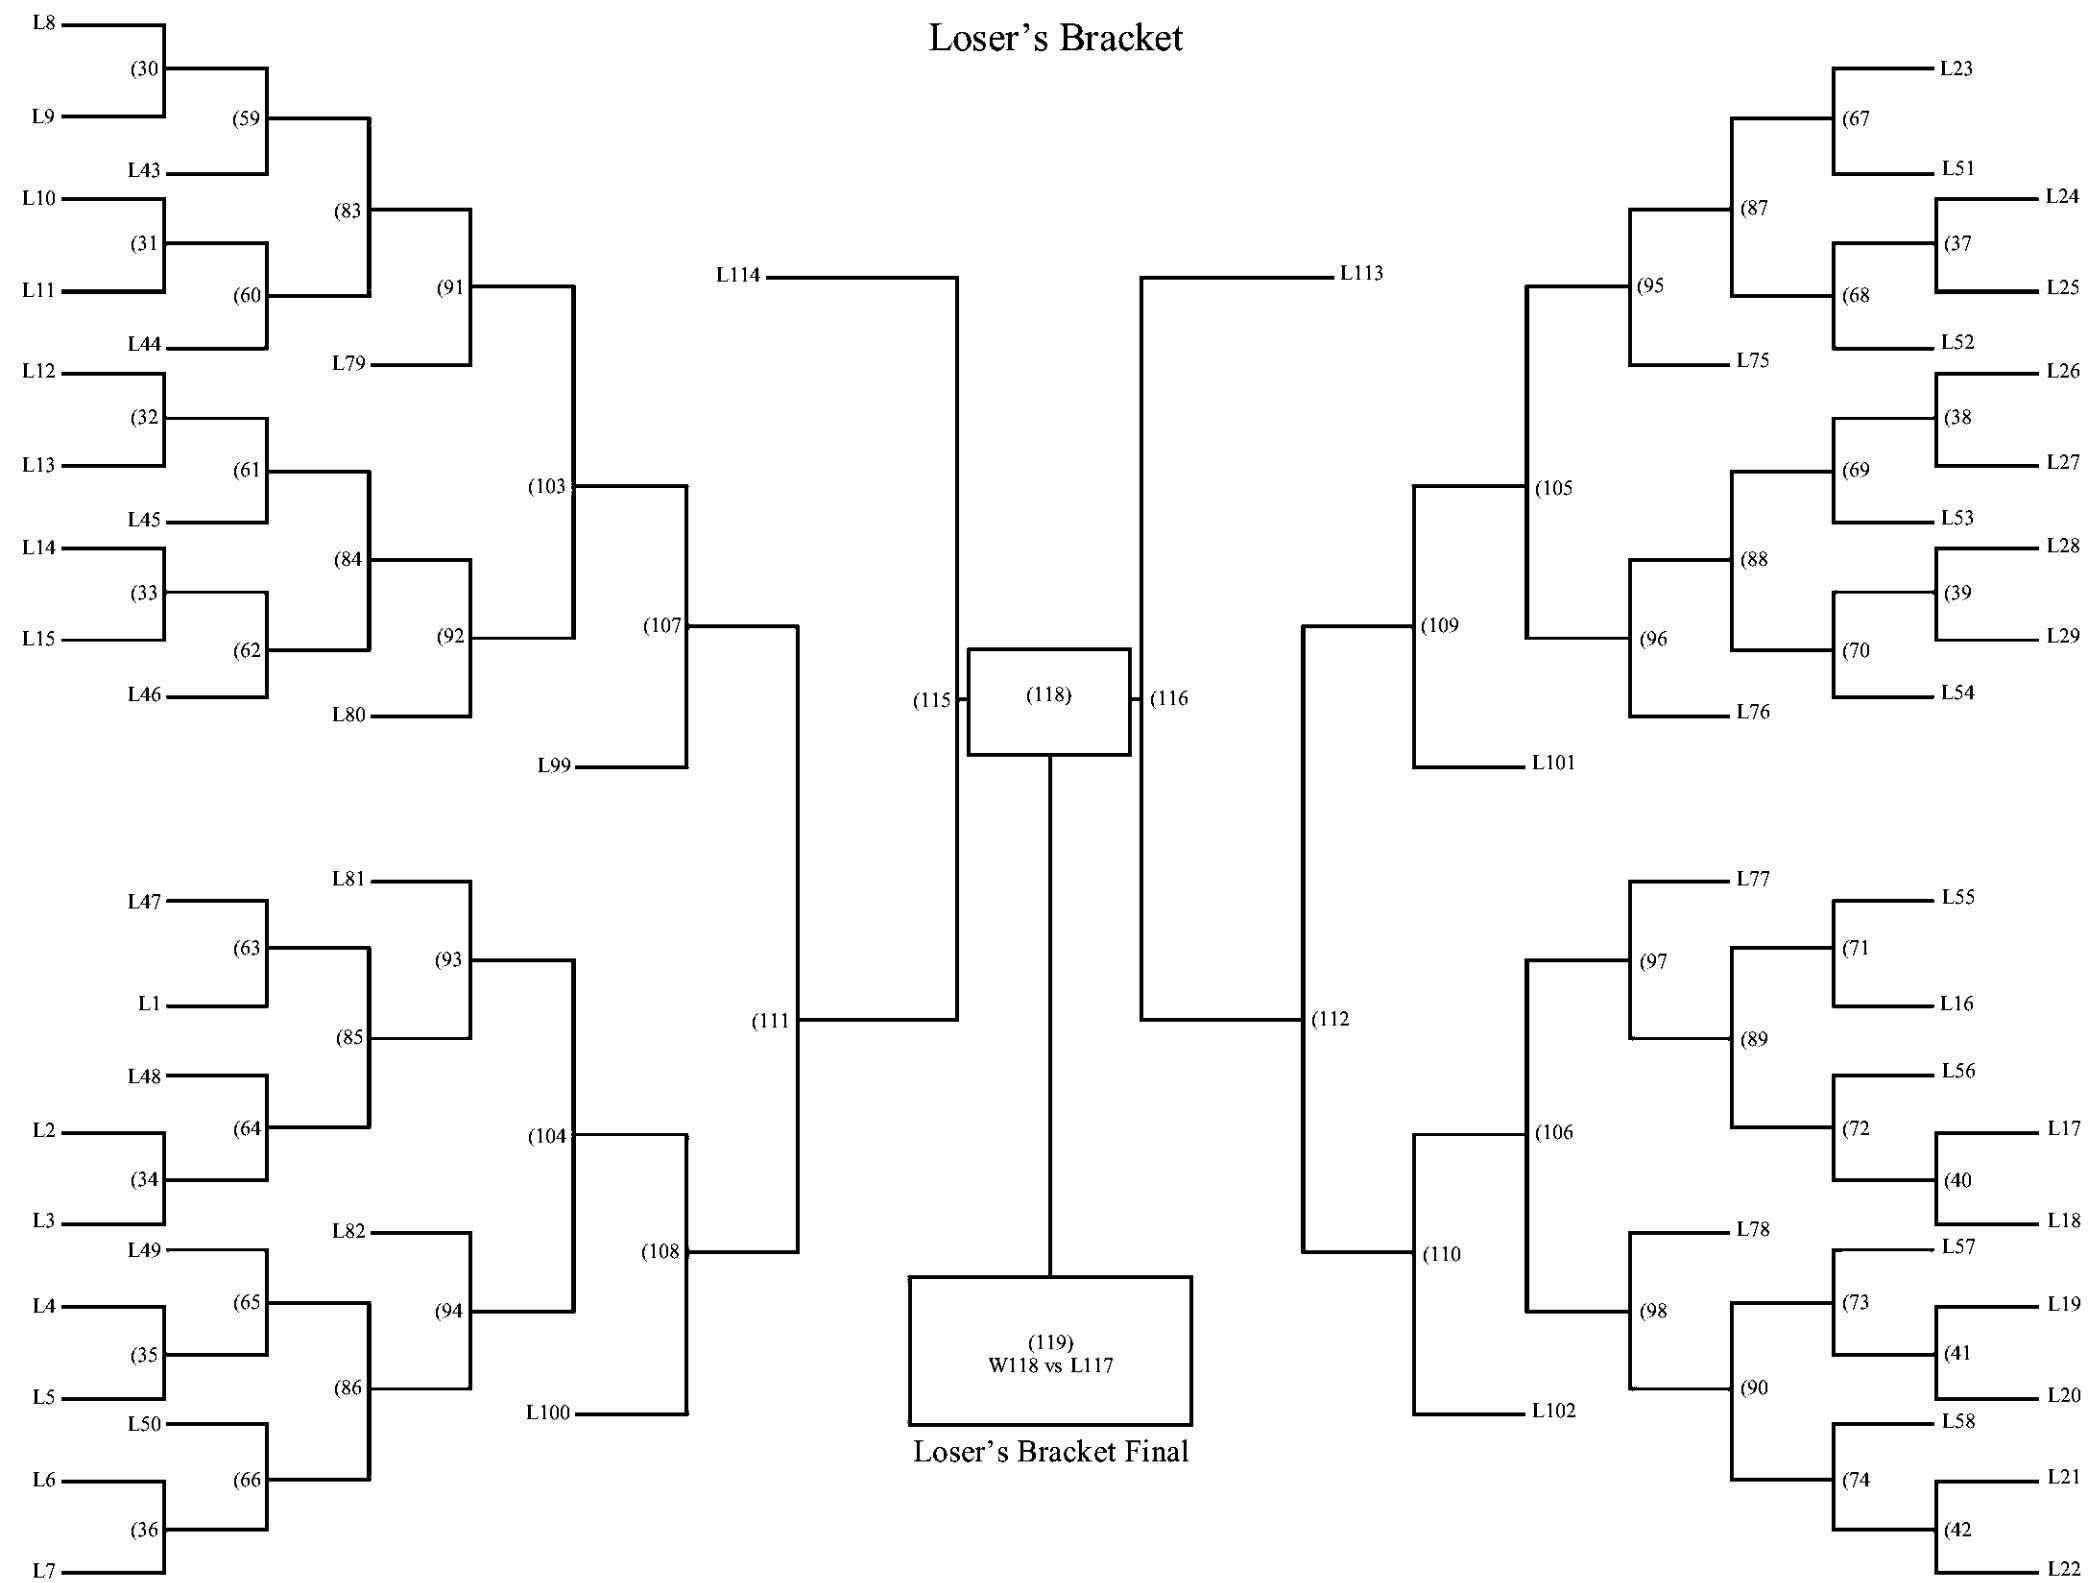 Loser's Bracket
L8
(30
L9
(59
L43
L10
(83
(31
L11
(60
(91
L44
L79
L12
(32
L13
(61
(103
L45
L14
(84
(33
L15
(62
(92
(107
L46
L80
L99
L81
L47
(63
(93
L1
(85
(111
L48
L2
(64
(104
(34
L3
L82
L49
(108
L4
(65
(94
(35
L5
(86
L50
L100
L6
(66
(36
L7
L114
L113
(115
(118)
(116
(119)
W118 vs L117
Loser's Bracket Final
L23
(67
L51
L24
(87
(37
L25
(95
(68
L52
L75
L26
(38
L27
(69
(105
L53
L28
(88
(39
L29
(109
(96
(70
L54
L76
L101
L77
L55
(71
(97
L16
(112
(89
L56
L17
(106
(72
(40
L18
L78
L57
(110
(98
(73
L19
(41
L20
(90
L102
L58
L21
(74
(42
L22